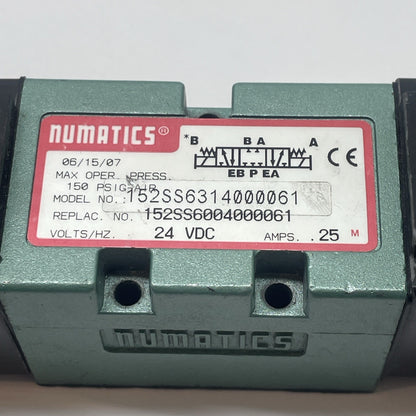 numatics®
*B B A A
EB P EA
CE
06/15/07
MAX OPER. PRESS.
150 PSIG-AIR
MODEL NO.: 152SS6314000061
REPLAC. NO. 152SS6004000061
VOLTS/HZ. 24 VDC AMPS. .25 M
NUMATICS